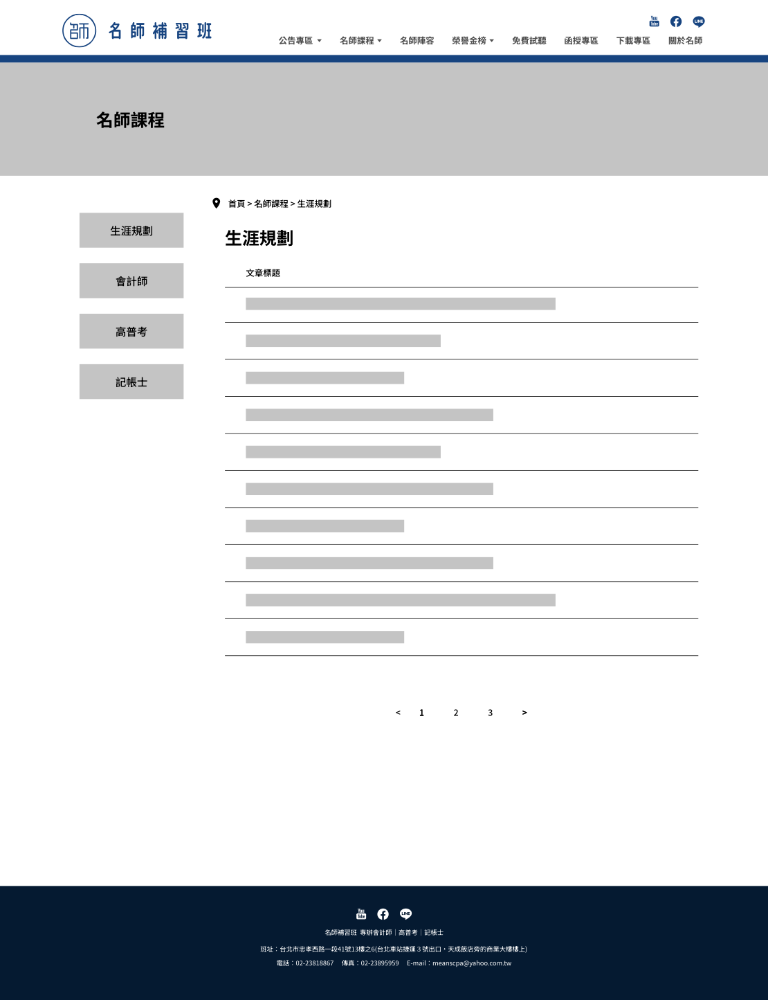 師 名師補習班
You Tube LINE
公告專區 名師課程 名師陣容 榮譽金榜 免費試聽 函授專區 下載專區 關於名師
名師課程
首頁 > 名師課程 > 生涯規劃
生涯規劃
會計師
高普考
記帳士
生涯規劃
文章標題
< 1 2 3 >
You Tube LINE
名師補習班 專辦會計師｜高普考｜記帳士
班址：台北市忠孝西路一段41號13樓之6(台北車站捷運３號出口，天成飯店旁的商業大樓樓上)
電話：02-23818867 傳真：02-23895959 E-mail：meanscpa@yahoo.com.tw